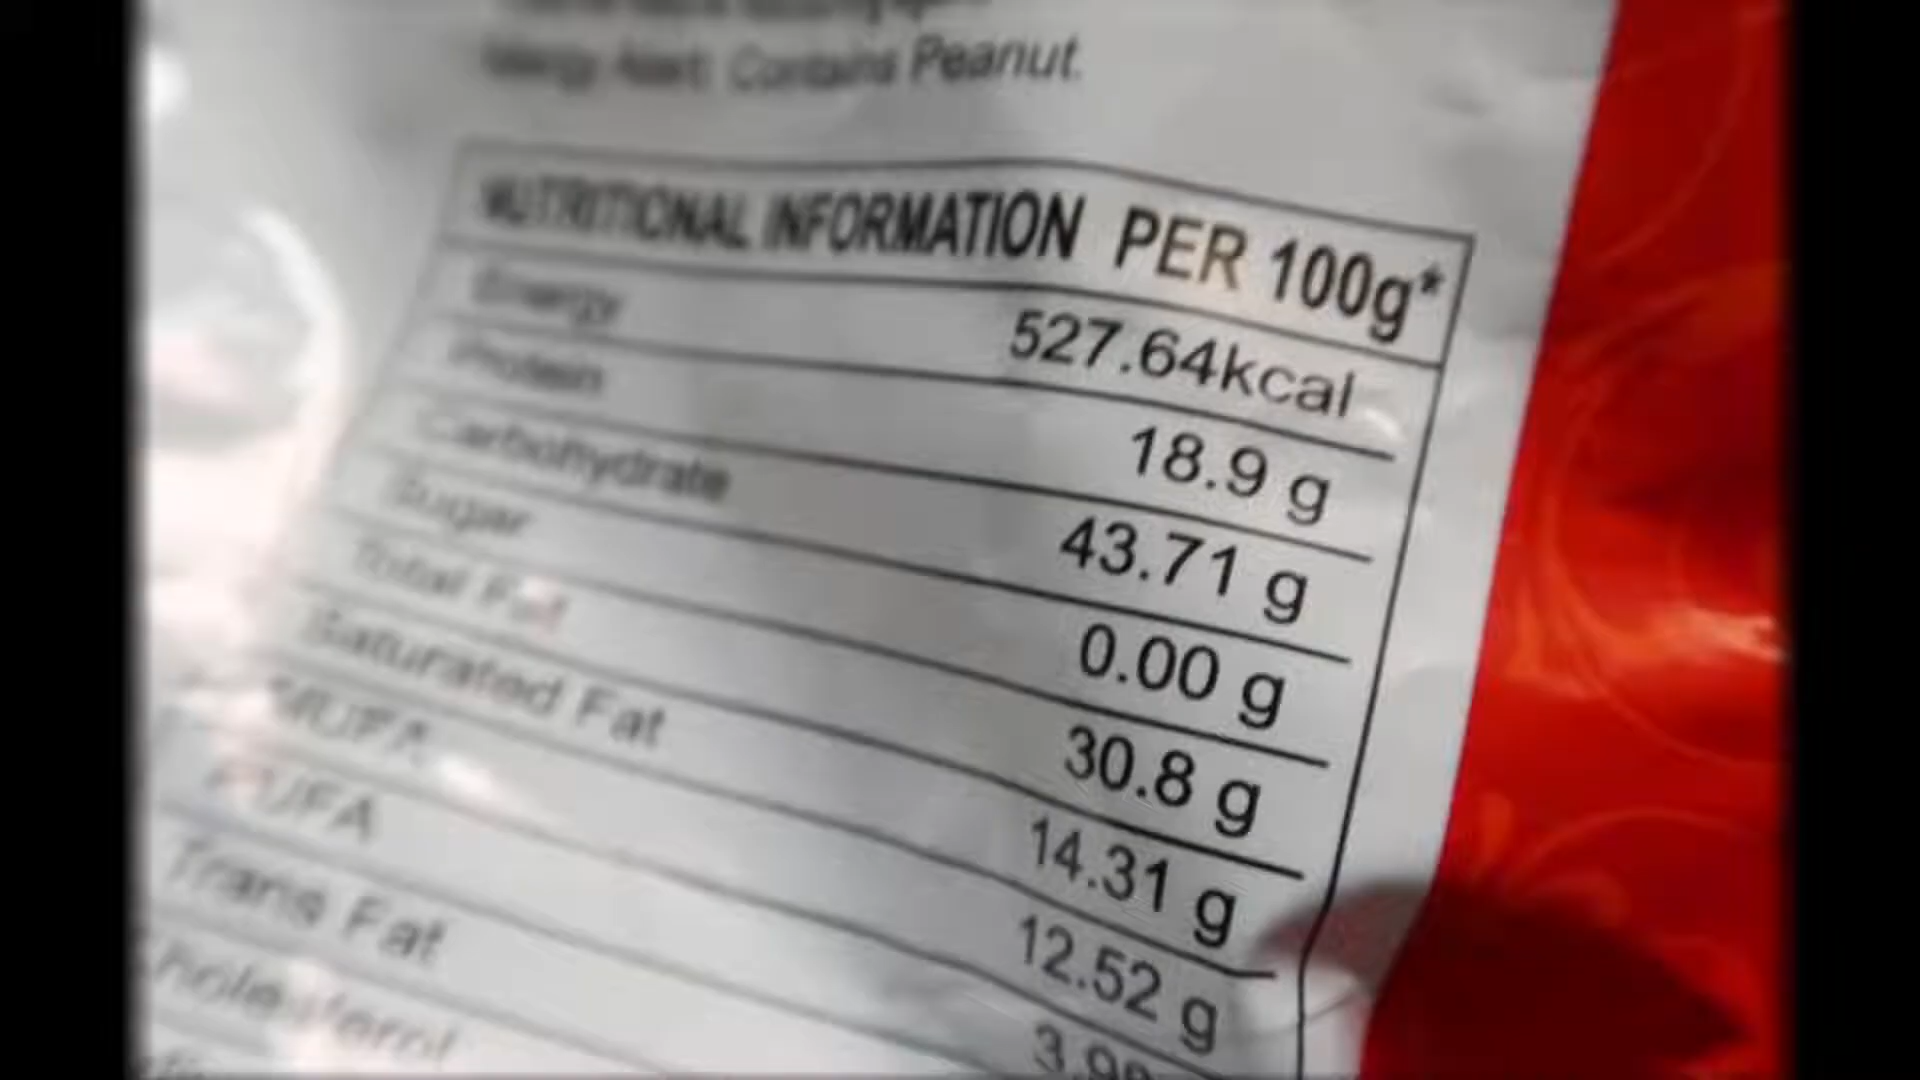 Allergy Alert: Contains Peanut.
NUTRITIONAL INFORMATION PER 100g*
Energy 527.64kcal
Protein 18.9 g
Carbohydrate 43.71 g
Sugar 0.00 g
Total Fat 30.8 g
Saturated Fat 14.31 g
MUFA 12.52 g
PUFA
Trans Fat
Cholesterol